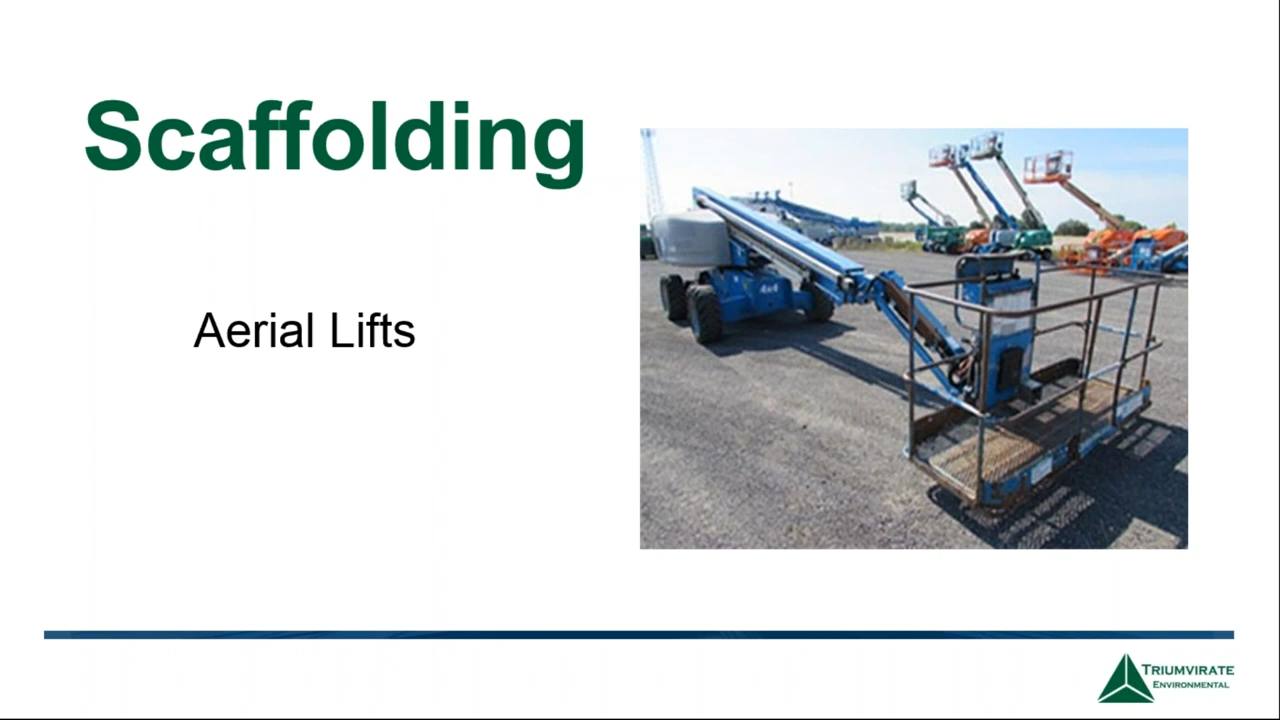 Scaffolding
Aerial Lifts
4x4
TRIUMVIRATE
ENVIRONMENTAL